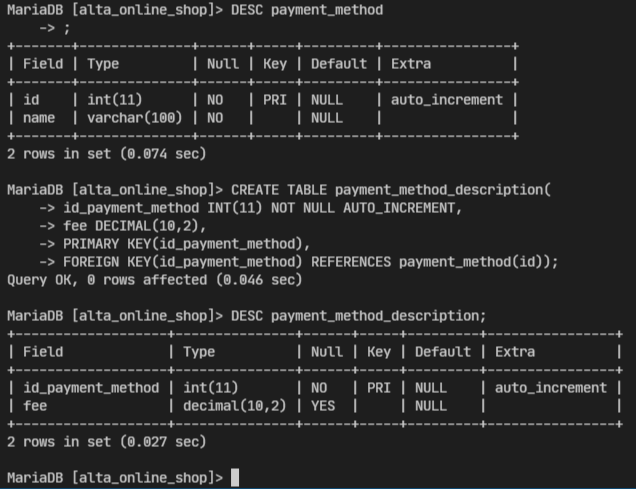 MariaDB [alta_online_shop]> DESC payment_method
    -> ;
+-------+--------------+------+-----+---------+----------------+
| Field | Type         | Null | Key | Default | Extra          |
+-------+--------------+------+-----+---------+----------------+
| id    | int(11)      | NO   | PRI | NULL    | auto_increment |
| name  | varchar(100) | NO   |     | NULL    |                |
+-------+--------------+------+-----+---------+----------------+
2 rows in set (0.074 sec)

MariaDB [alta_online_shop]> CREATE TABLE payment_method_description(
    -> id_payment_method INT(11) NOT NULL AUTO_INCREMENT,
    -> fee DECIMAL(10,2),
    -> PRIMARY KEY(id_payment_method),
    -> FOREIGN KEY(id_payment_method) REFERENCES payment_method(id));
Query OK, 0 rows affected (0.046 sec)

MariaDB [alta_online_shop]> DESC payment_method_description;
+-------------------+---------------+------+-----+---------+----------------+
| Field             | Type          | Null | Key | Default | Extra          |
+-------------------+---------------+------+-----+---------+----------------+
| id_payment_method | int(11)       | NO   | PRI | NULL    | auto_increment |
| fee               | decimal(10,2) | YES  |     | NULL    |                |
+-------------------+---------------+------+-----+---------+----------------+
2 rows in set (0.027 sec)

MariaDB [alta_online_shop]>